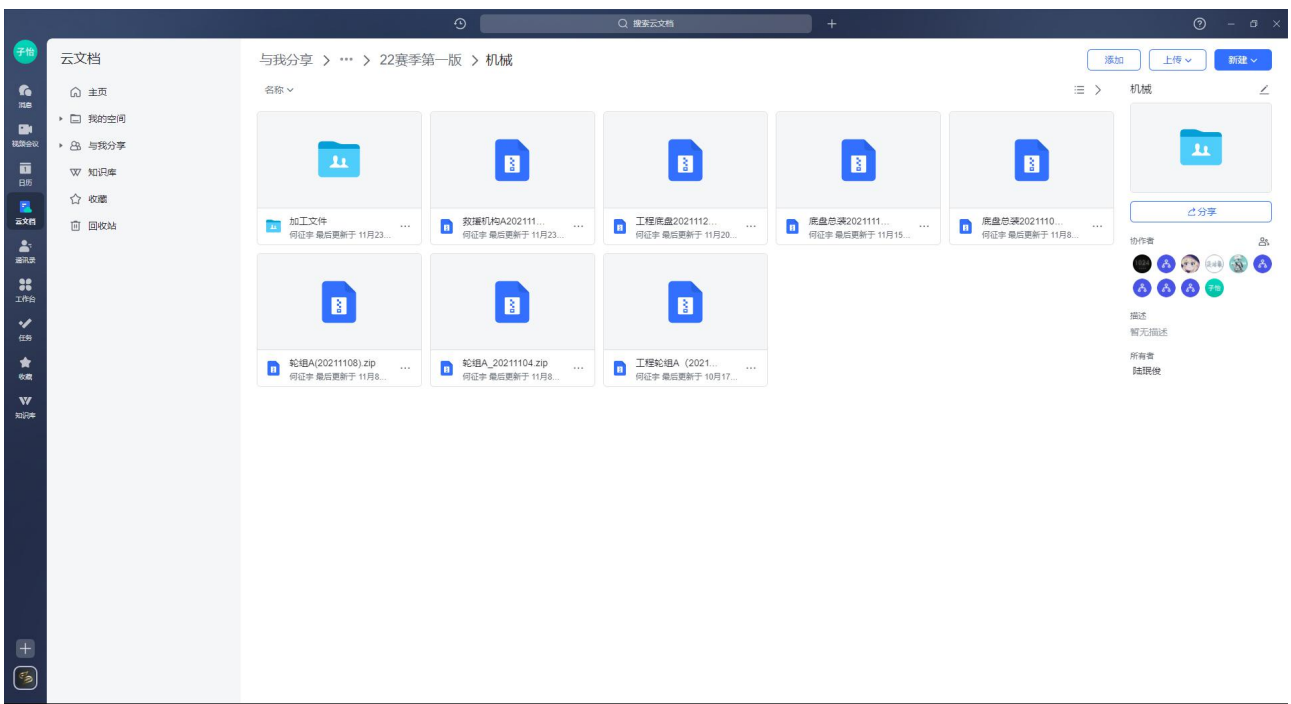 搜索云文档
子怡
消息
视频会议
日历
云文档
通讯录
工作台
任务
收藏
知识库
云文档
主页
我的空间
与我分享
知识库
收藏
回收站
与我分享 > ··· > 22赛季第一版 > 机械
添加
上传
新建
名称
加工文件
何征宇 最后更新于 11月23...
救援机构A202111...
何征宇 最后更新于 11月23...
工程底盘2021112...
何征宇 最后更新于 11月20...
底盘总装2021111...
何征宇 最后更新于 11月15...
底盘总装2021110...
何征宇 最后更新于 11月8...
轮组A(20211108).zip
何征宇 最后更新于 11月8...
轮组A_20211104.zip
何征宇 最后更新于 11月8...
工程轮组A（2021...
何征宇 最后更新于 10月17...
机械
分享
协作者
子怡
描述
暂无描述
所有者
陆珉俊